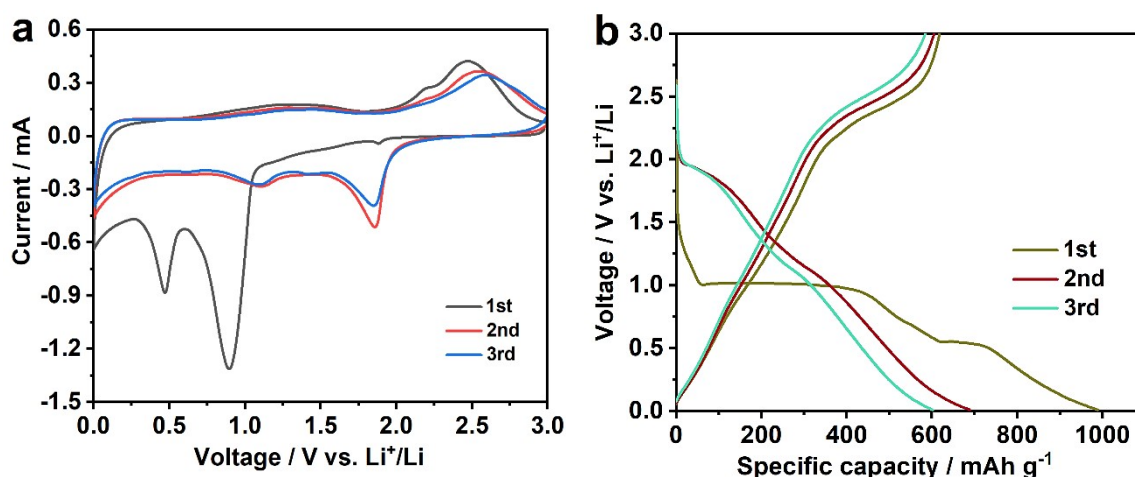 a
0.6
0.3
0.0
-0.3
-0.6
-0.9
-1.2
-1.5
Current / mA
1st
2nd
3rd
0.0 0.5 1.0 1.5 2.0 2.5 3.0
Voltage / V vs. Li⁺/Li
b
3.0
2.5
2.0
1.5
1.0
0.5
0.0
Voltage / V vs. Li⁺/Li
1st
2nd
3rd
0 200 400 600 800 1000
Specific capacity / mAh g⁻¹